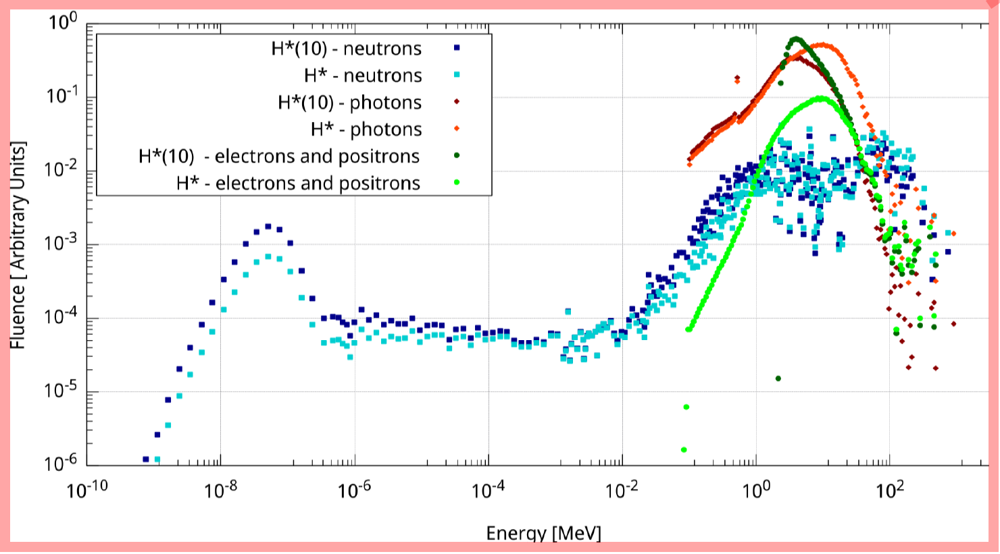 10^0
10^-1
10^-2
10^-3
10^-4
10^-5
10^-6
Fluence [ Arbitrary Units]
H*(10) - neutrons
H* - neutrons
H*(10) - photons
H* - photons
H*(10) - electrons and positrons
H* - electrons and positrons
10^-10 10^-8 10^-6 10^-4 10^-2 10^0 10^2
Energy [MeV]